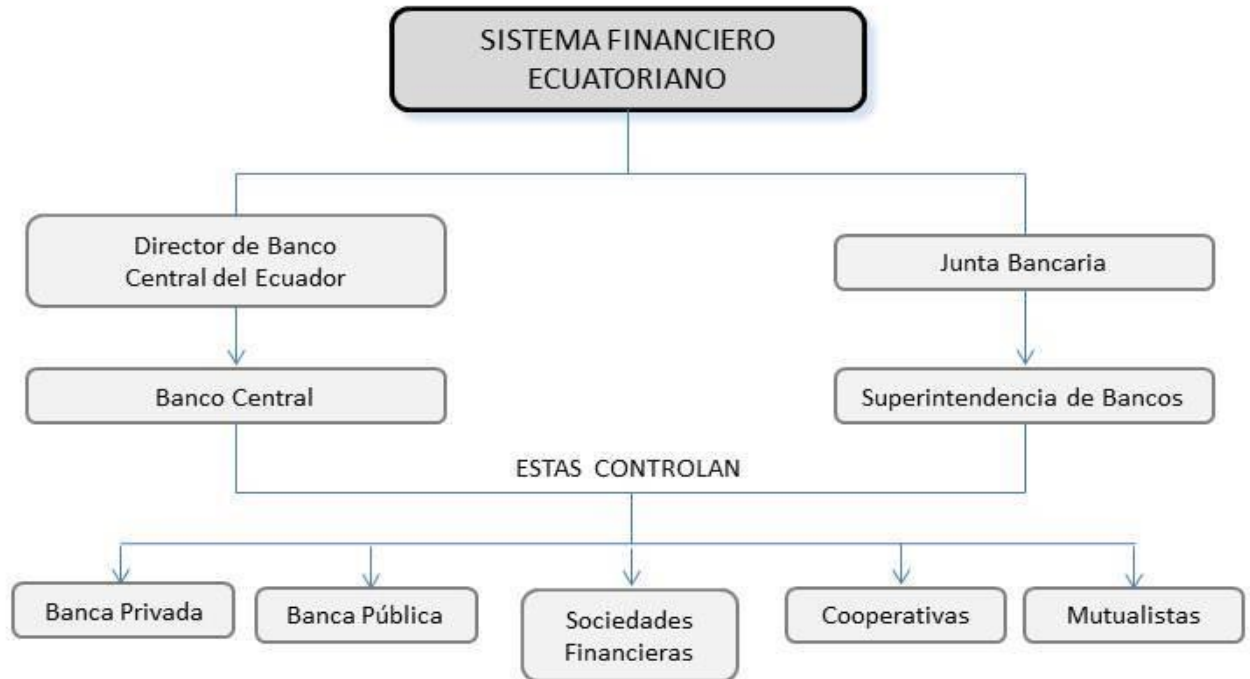 SISTEMA FINANCIERO
ECUATORIANO
Director de Banco
Central del Ecuador
Junta Bancaria
Banco Central
Superintendencia de Bancos
ESTAS CONTROLAN
Banca Privada
Banca Pública
Sociedades
Financieras
Cooperativas
Mutualistas